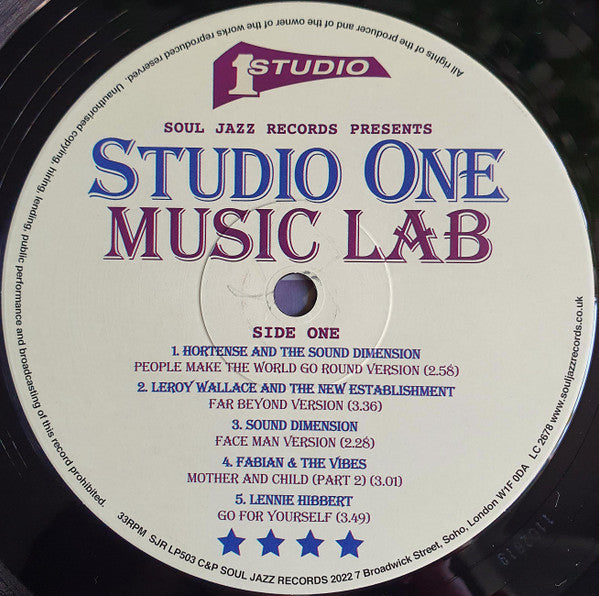 1 STUDIO
SOUL JAZZ RECORDS PRESENTS
STUDIO ONE
MUSIC LAB
SIDE ONE
1. HORTENSE AND THE SOUND DIMENSION
PEOPLE MAKE THE WORLD GO ROUND VERSION (2.58)
2. LEROY WALLACE AND THE NEW ESTABLISHMENT
FAR BEYOND VERSION (3.36)
3. SOUND DIMENSION
FACE MAN VERSION (2.28)
4. FABIAN & THE VIBES
MOTHER AND CHILD (PART 2) (3.01)
5. LENNIE HIBBERT
GO FOR YOURSELF (3.49)
33RPM SJR LP503 C&P SOUL JAZZ RECORDS 2022 7 Broadwick Street, Soho, London W1F 0DA LC 2678 www.souljazzrecords.co.uk
All rights of the producer and of the owner of the works reproduced reserved. Unauthorised copying, hiring, lending, public performance and broadcasting of this record prohibited.